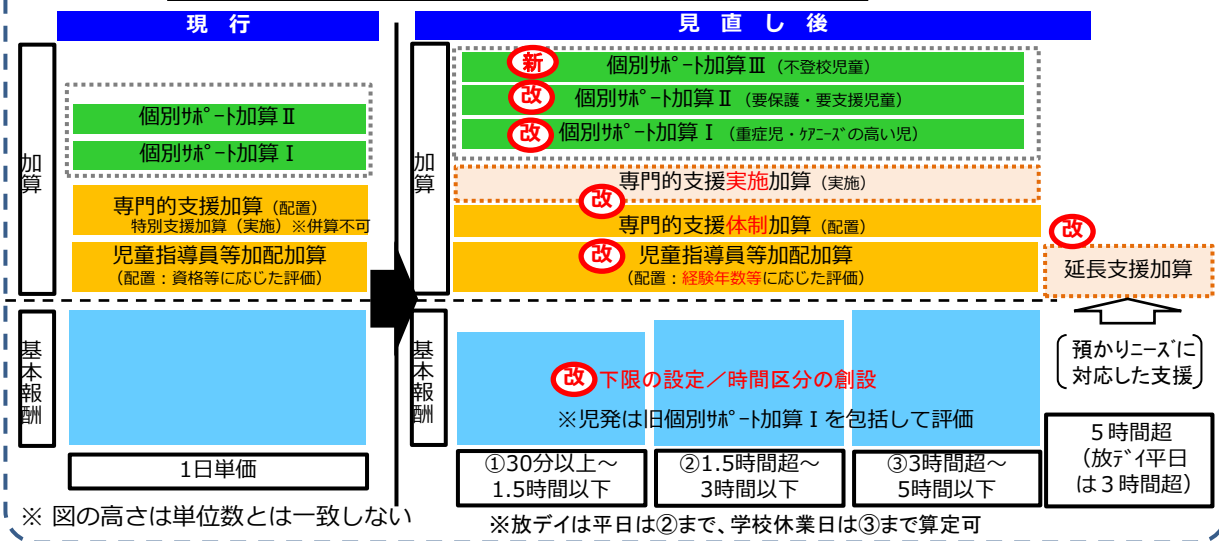 現行
加算
個別ｻﾎﾟｰﾄ加算Ⅱ
個別ｻﾎﾟｰﾄ加算Ⅰ
専門的支援加算（配置）
特別支援加算（実施）※併算不可
児童指導員等加配加算
（配置：資格等に応じた評価）
基本報酬
1日単価
※ 図の高さは単位数とは一致しない
見直し後
加算
新 個別ｻﾎﾟｰﾄ加算Ⅲ（不登校児童）
改 個別ｻﾎﾟｰﾄ加算Ⅱ（要保護・要支援児童）
改 個別ｻﾎﾟｰﾄ加算Ⅰ（重症児・ｹｱﾆｰｽﾞの高い児）
専門的支援実施加算（実施）
改
専門的支援体制加算（配置）
改 児童指導員等加配加算
（配置：経験年数等に応じた評価）
改
延長支援加算
基本報酬
改 下限の設定／時間区分の創設
※児発は旧個別ｻﾎﾟｰﾄ加算Ⅰを包括して評価
預かりﾆｰｽﾞに
対応した支援
①30分以上～
1.5時間以下
②1.5時間超～
3時間以下
③3時間超～
5時間以下
５時間超
（放ﾃﾞｲ平日
は３時間超）
※放デイは平日は②まで、学校休業日は③まで算定可